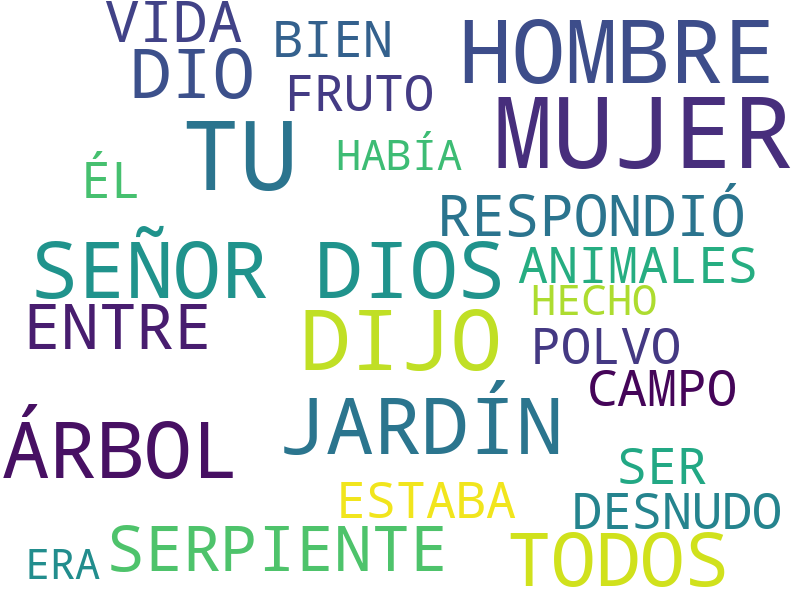 VIDA
BIEN
HOMBRE
DIO
FRUTO
MUJER
TU
HABÍA
ÉL
RESPONDIÓ
SEÑOR DIOS
ANIMALES
HECHO
ENTRE
DIJO
POLVO
CAMPO
JARDÍN
ÁRBOL
SER
ESTABA
DESNUDO
SERPIENTE
TODOS
ERA